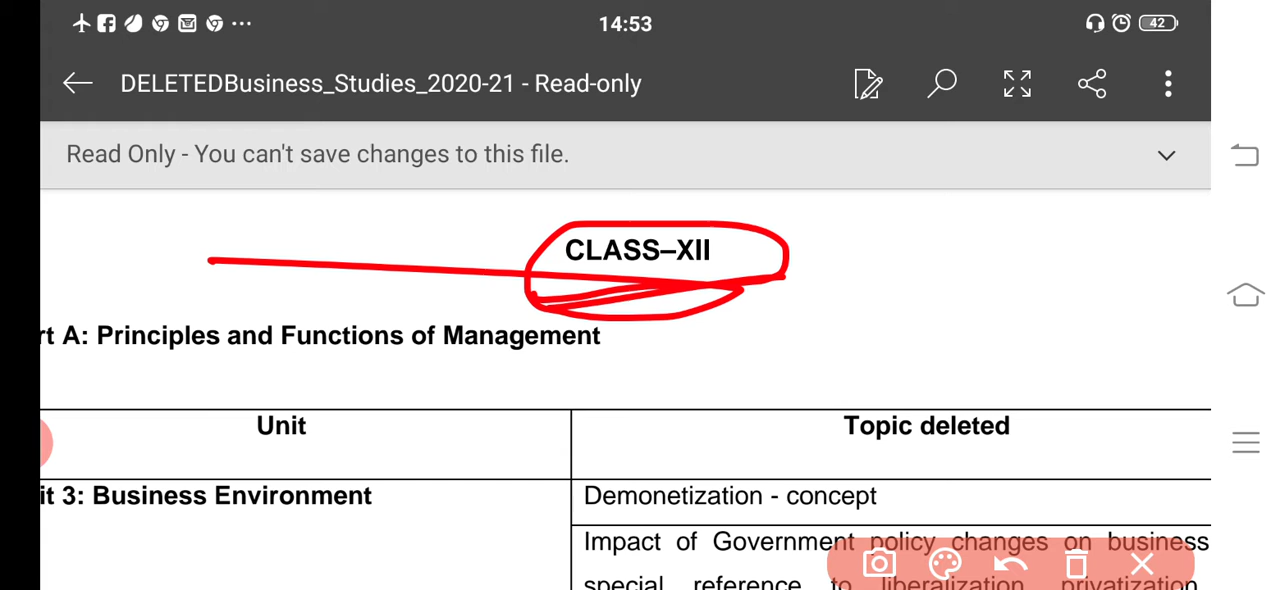 14:53
42
DELETEDBusiness_Studies_2020-21 - Read-only
Read Only - You can't save changes to this file.
CLASS–XII
rt A: Principles and Functions of Management
Unit
Topic deleted
it 3: Business Environment
Demonetization - concept
Impact of Government policy changes on business
special reference to liberalization, privatization